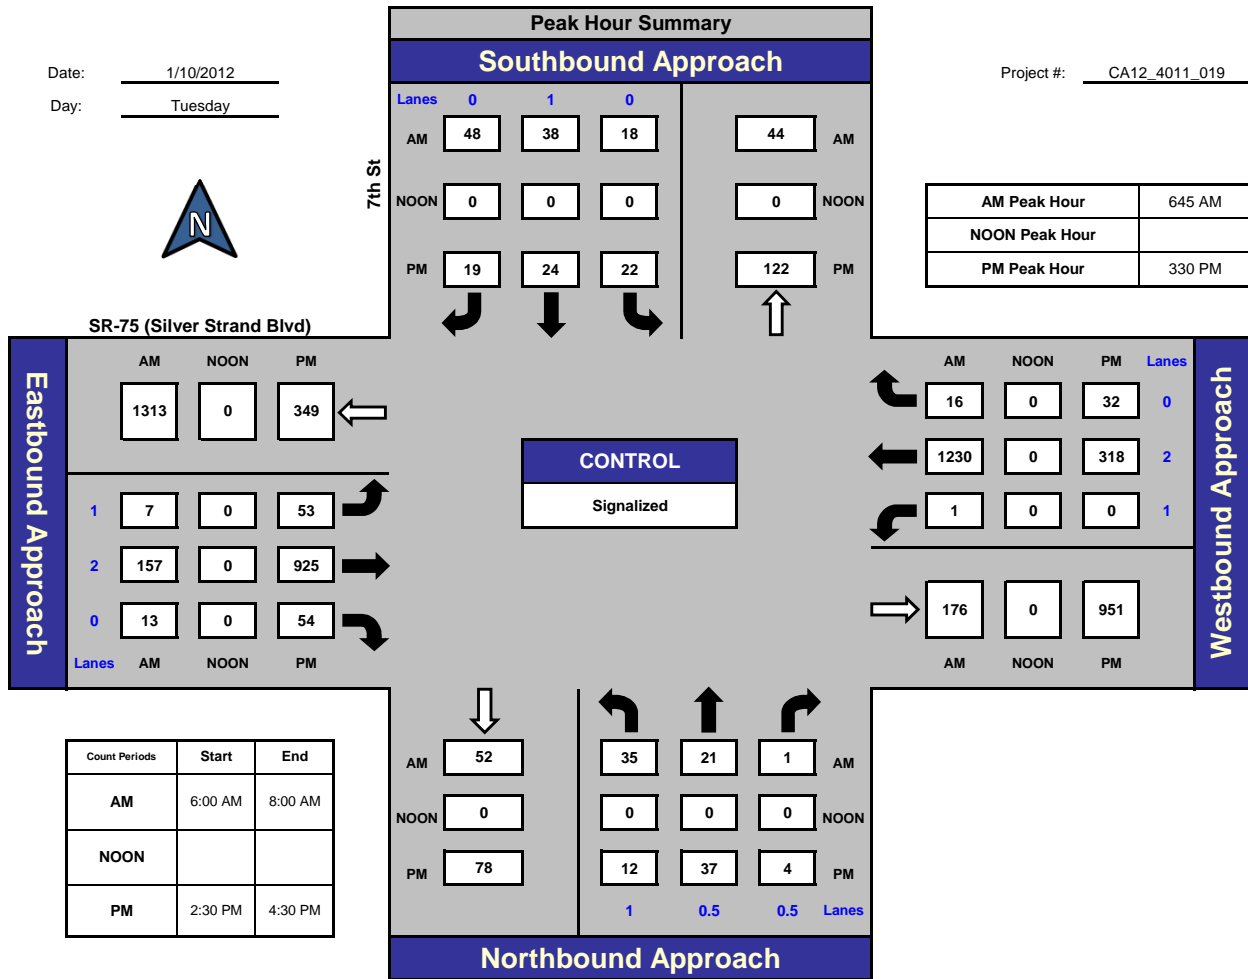 Peak Hour Summary
Southbound Approach
Date: 1/10/2012
Project #: CA12_4011_019
Day: Tuesday
Lanes 0 1 0
AM 48 38 18 44 AM
7th St
NOON 0 0 0 0 NOON
PM 19 24 22 122 PM
N
AM Peak Hour 645 AM
NOON Peak Hour
PM Peak Hour 330 PM
SR-75 (Silver Strand Blvd)
Eastbound Approach
AM NOON PM
1313 0 349
1 7 0 53
2 157 0 925
0 13 0 54
Lanes AM NOON PM
CONTROL
Signalized
AM NOON PM Lanes
16 0 32 0
1230 0 318 2
1 0 0 1
176 0 951
AM NOON PM
Westbound Approach
Count Periods Start End
AM 6:00 AM 8:00 AM
NOON
PM 2:30 PM 4:30 PM
AM 52 35 21 1 AM
NOON 0 0 0 0 NOON
PM 78 12 37 4 PM
1 0.5 0.5 Lanes
Northbound Approach